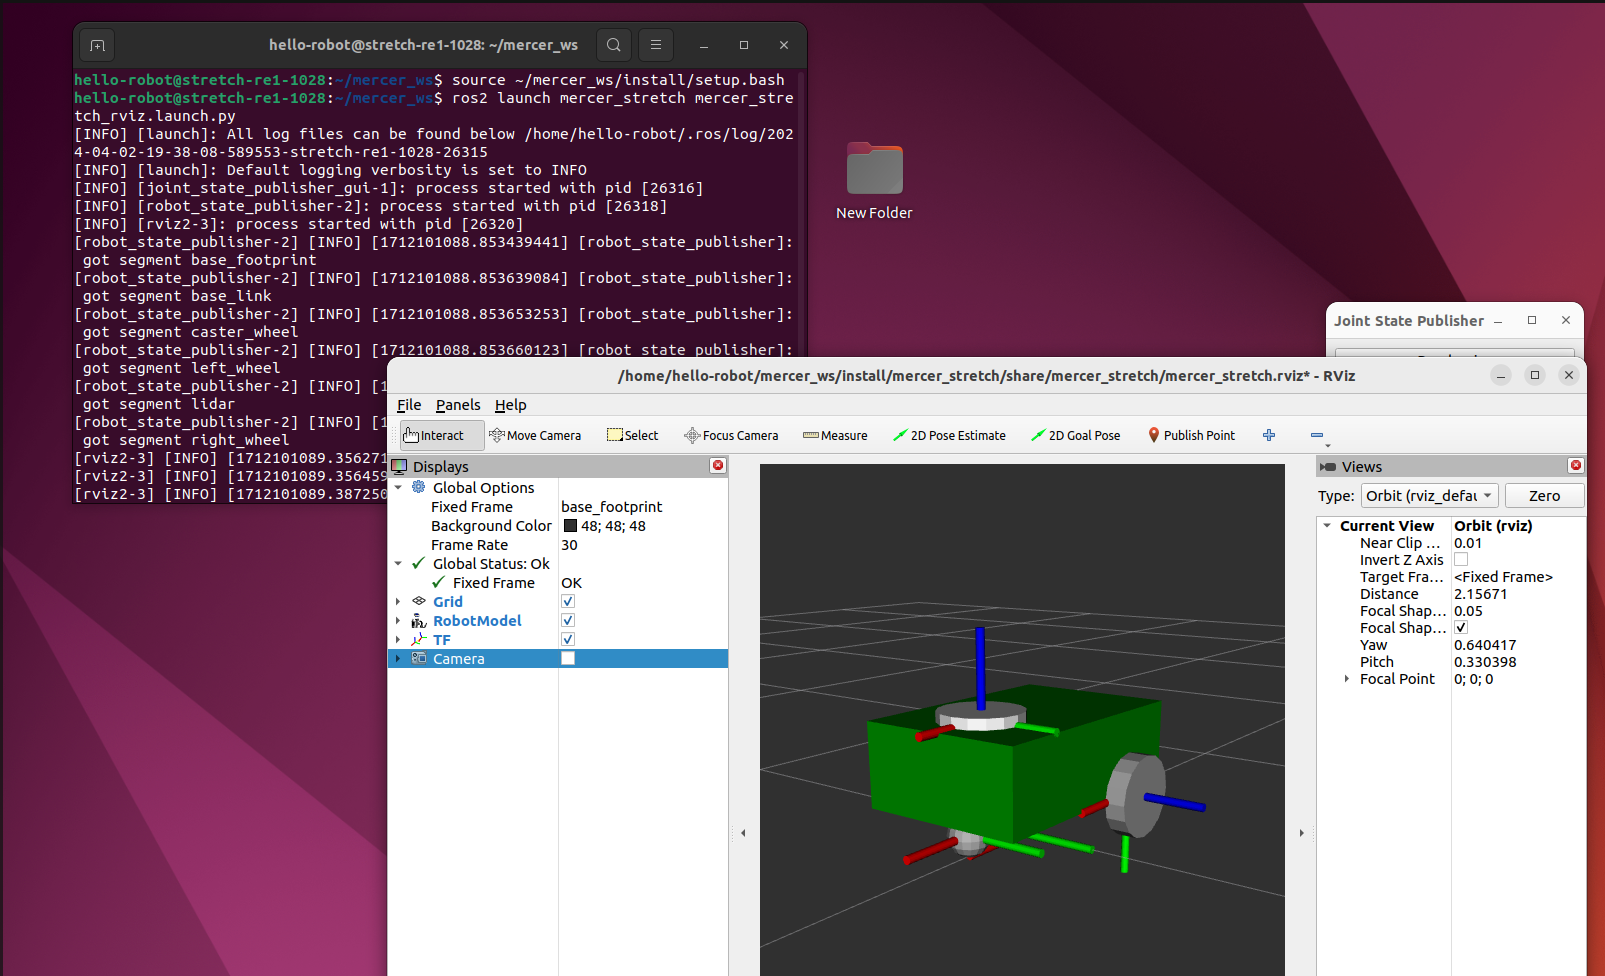 hello-robot@stretch-re1-1028: ~/mercer_ws
hello-robot@stretch-re1-1028:~/mercer_ws$ source ~/mercer_ws/install/setup.bash
hello-robot@stretch-re1-1028:~/mercer_ws$ ros2 launch mercer_stretch mercer_stre
tch_rviz.launch.py
[INFO] [launch]: All log files can be found below /home/hello-robot/.ros/log/202
4-04-02-19-38-08-589553-stretch-re1-1028-26315
[INFO] [launch]: Default logging verbosity is set to INFO
[INFO] [joint_state_publisher_gui-1]: process started with pid [26316]
[INFO] [robot_state_publisher-2]: process started with pid [26318]
[INFO] [rviz2-3]: process started with pid [26320]
[robot_state_publisher-2] [INFO] [1712101088.853439441] [robot_state_publisher]:
got segment base_footprint
[robot_state_publisher-2] [INFO] [1712101088.853639084] [robot_state_publisher]:
got segment base_link
[robot_state_publisher-2] [INFO] [1712101088.853653253] [robot_state_publisher]:
got segment caster_wheel
[robot_state_publisher-2] [INFO] [1712101088.853660123] [robot_state_publisher]:
got segment left_wheel
[robot_state_publisher-2] [INFO] [1
got segment lidar
[robot_state_publisher-2] [INFO] [1
got segment right_wheel
[rviz2-3] [INFO] [1712101089.356271
[rviz2-3] [INFO] [1712101089.356459
[rviz2-3] [INFO] [1712101089.387250
New Folder
Joint State Publisher
/home/hello-robot/mercer_ws/install/mercer_stretch/share/mercer_stretch/mercer_stretch.rviz* - RViz
File Panels Help
Interact Move Camera Select Focus Camera Measure 2D Pose Estimate 2D Goal Pose Publish Point
Displays
Global Options
Fixed Frame base_footprint
Background Color 48; 48; 48
Frame Rate 30
Global Status: Ok
Fixed Frame OK
Grid
RobotModel
TF
Camera
Views
Type: Orbit (rviz_defau Zero
Current View Orbit (rviz)
Near Clip ... 0.01
Invert Z Axis
Target Fra... <Fixed Frame>
Distance 2.15671
Focal Shap... 0.05
Focal Shap...
Yaw 0.640417
Pitch 0.330398
Focal Point 0; 0; 0